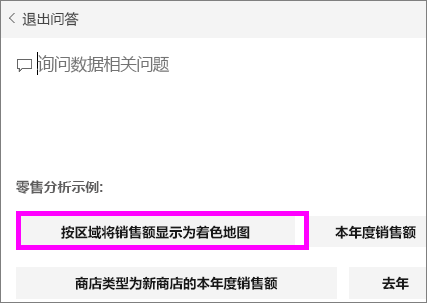 退出问答
询问数据相关问题
零售分析示例:
按区域将销售额显示为着色地图 本年度销售额
商店类型为新商店的本年度销售额 去年